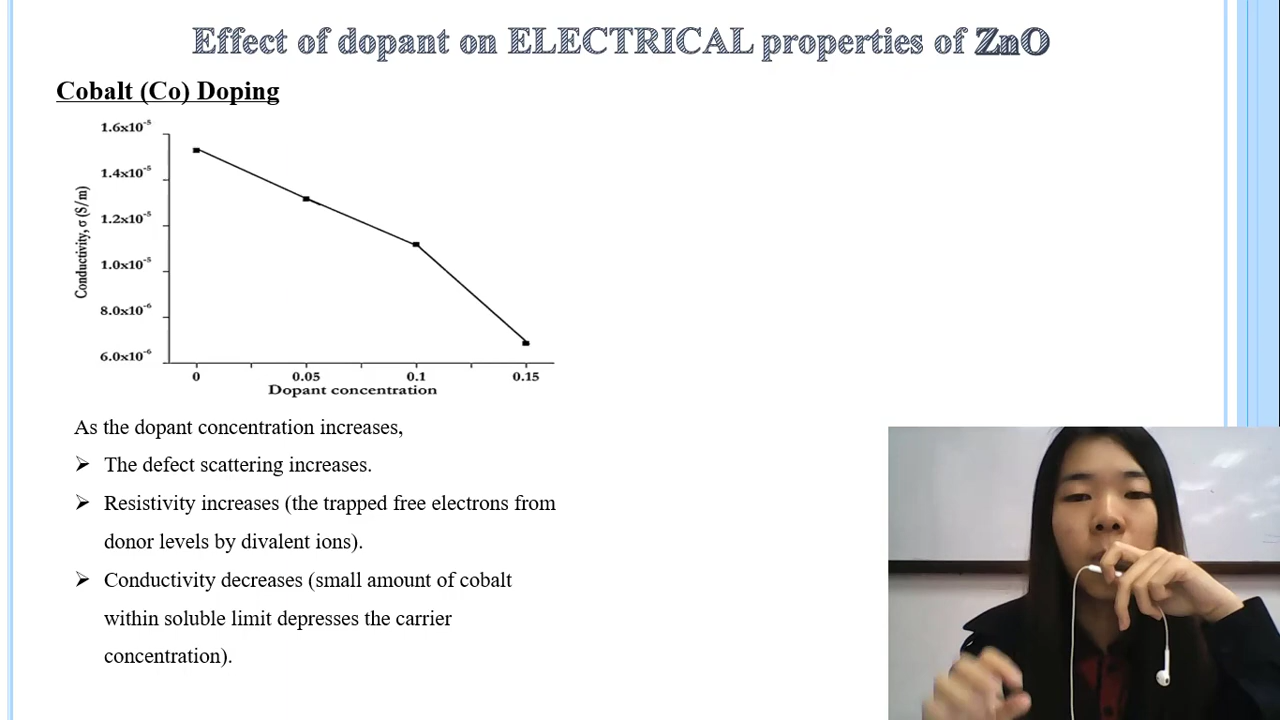 Effect of dopant on ELECTRICAL properties of ZnO
Cobalt (Co) Doping
1.6x10⁻⁵
1.4x10⁻⁵
1.2x10⁻⁵
1.0x10⁻⁵
8.0x10⁻⁶
6.0x10⁻⁶
Conductivity, σ (S/m)
0 0.05 0.1 0.15
Dopant concentration
As the dopant concentration increases,
➢ The defect scattering increases.
➢ Resistivity increases (the trapped free electrons from
donor levels by divalent ions).
➢ Conductivity decreases (small amount of cobalt
within soluble limit depresses the carrier
concentration).